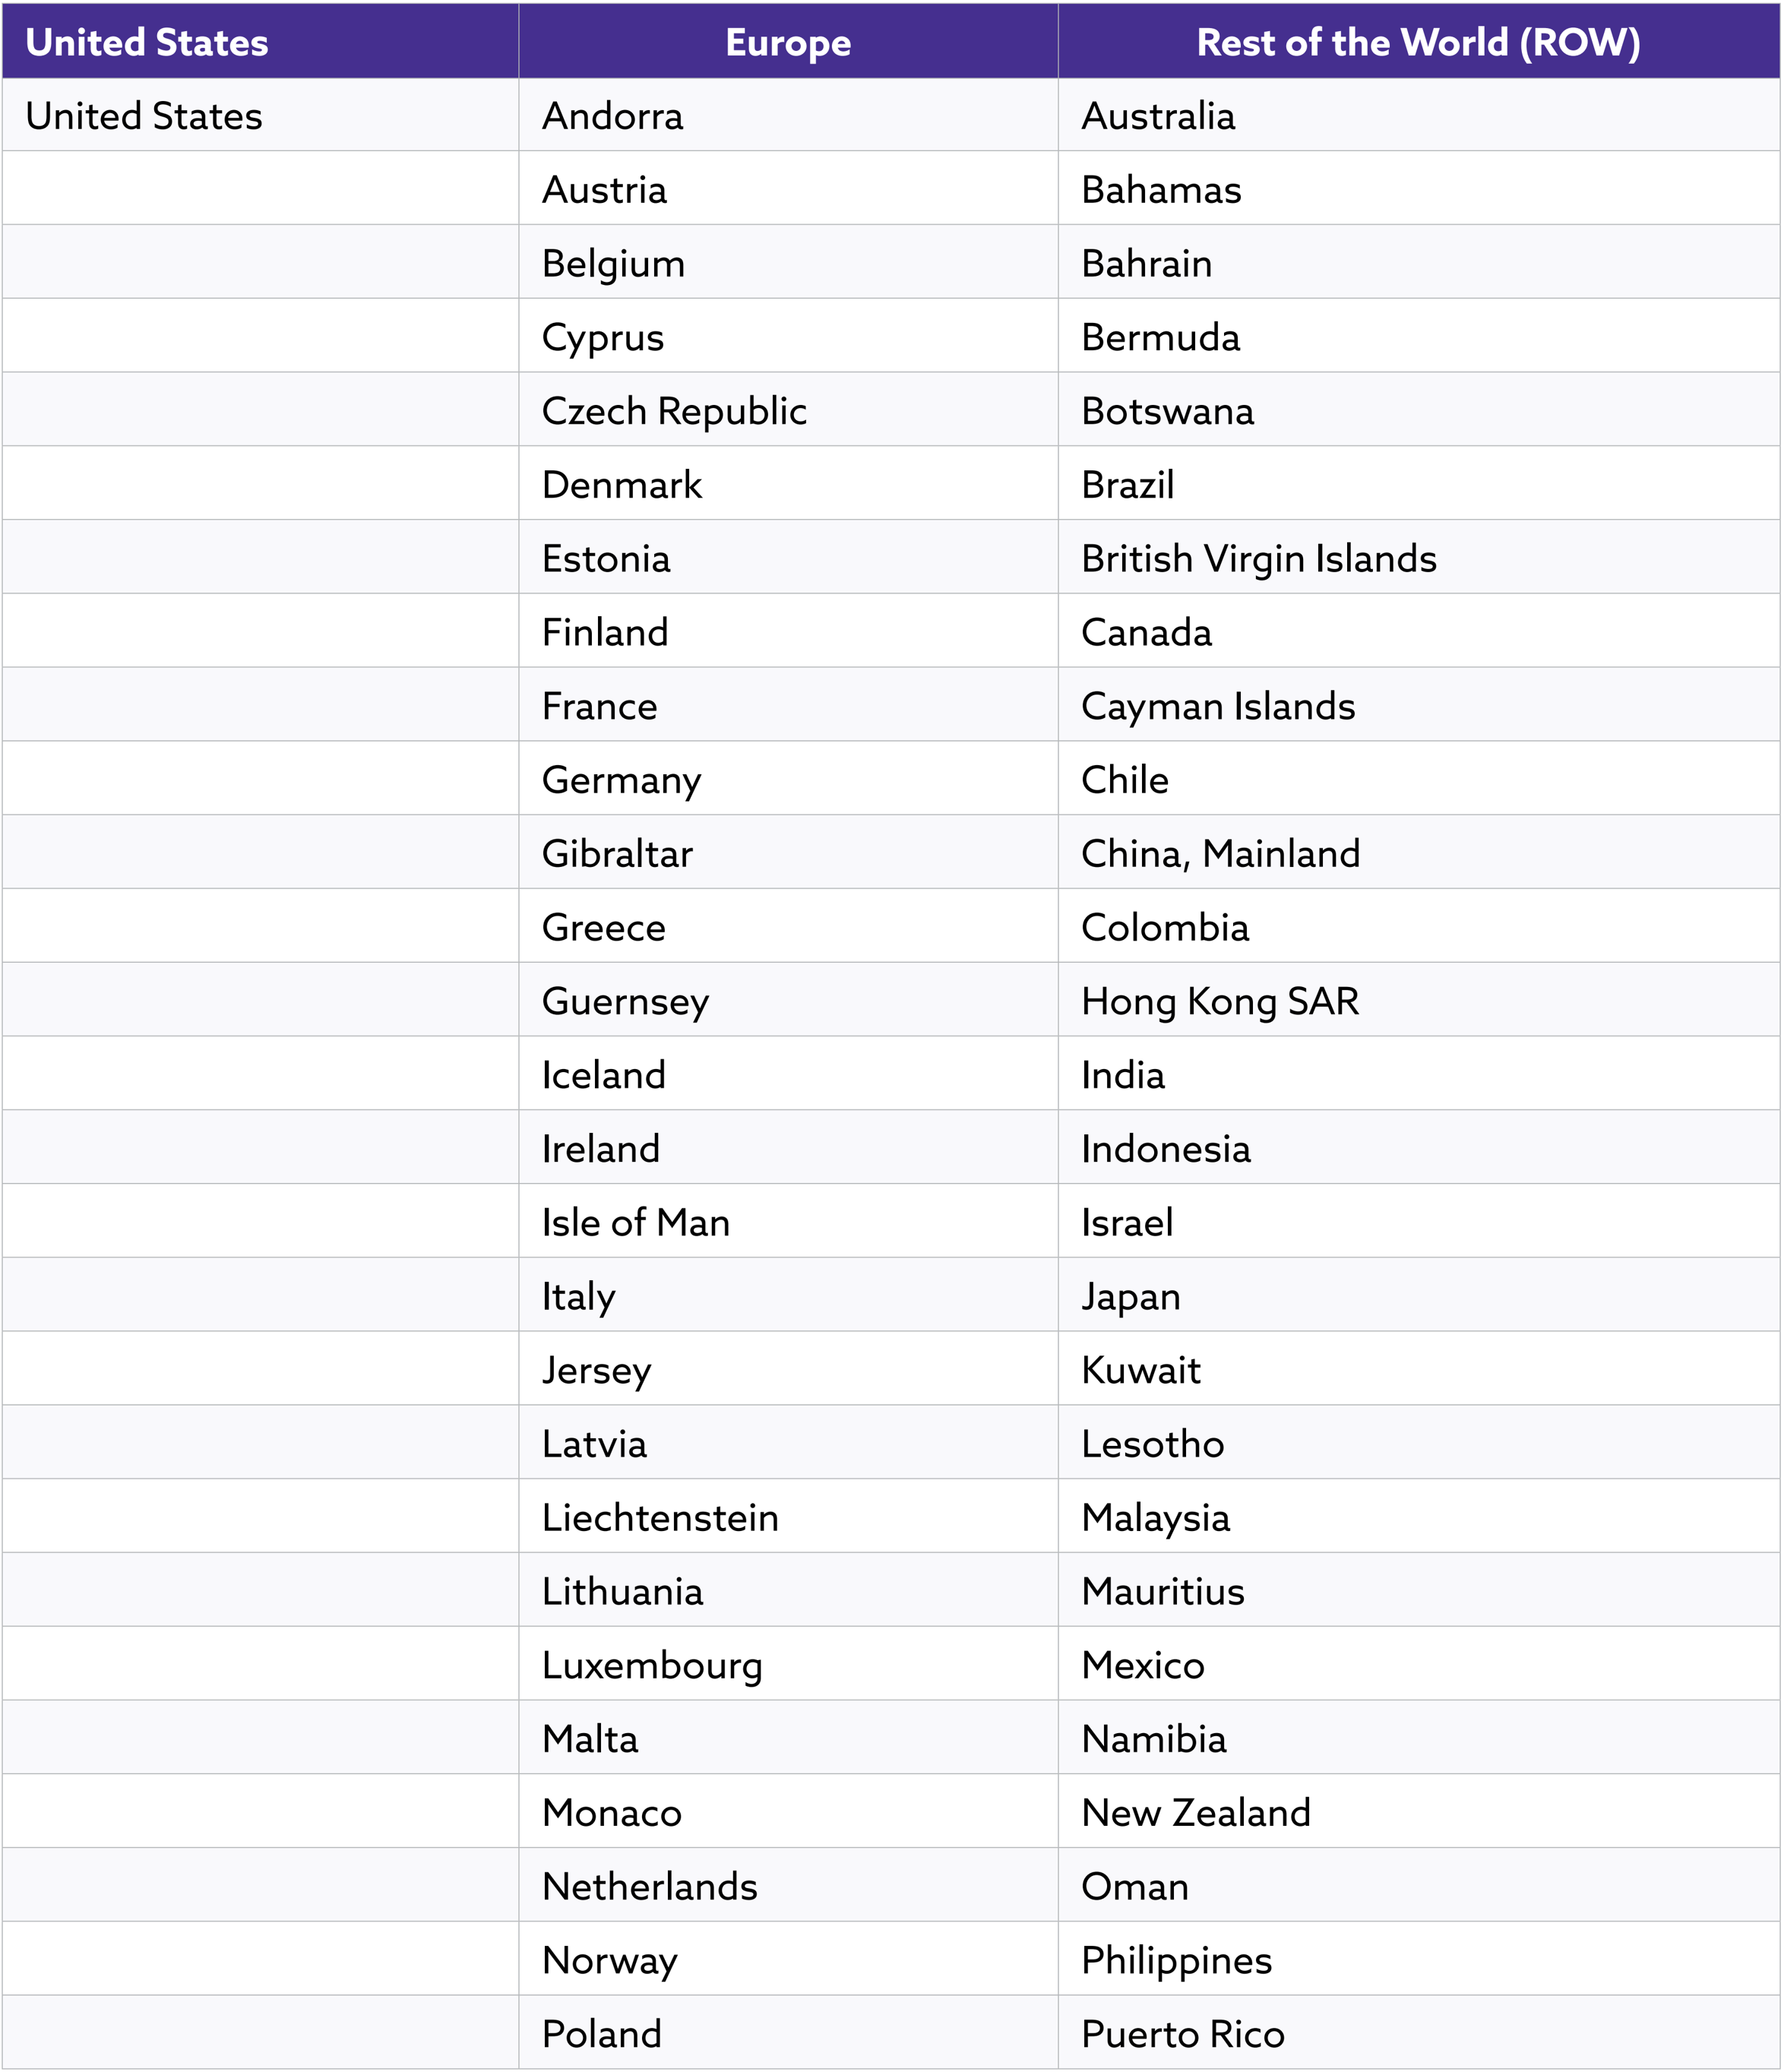 United States Europe Rest of the World (ROW)
United States Andorra Australia
Austria Bahamas
Belgium Bahrain
Cyprus Bermuda
Czech Republic Botswana
Denmark Brazil
Estonia British Virgin Islands
Finland Canada
France Cayman Islands
Germany Chile
Gibraltar China, Mainland
Greece Colombia
Guernsey Hong Kong SAR
Iceland India
Ireland Indonesia
Isle of Man Israel
Italy Japan
Jersey Kuwait
Latvia Lesotho
Liechtenstein Malaysia
Lithuania Mauritius
Luxembourg Mexico
Malta Namibia
Monaco New Zealand
Netherlands Oman
Norway Philippines
Poland Puerto Rico